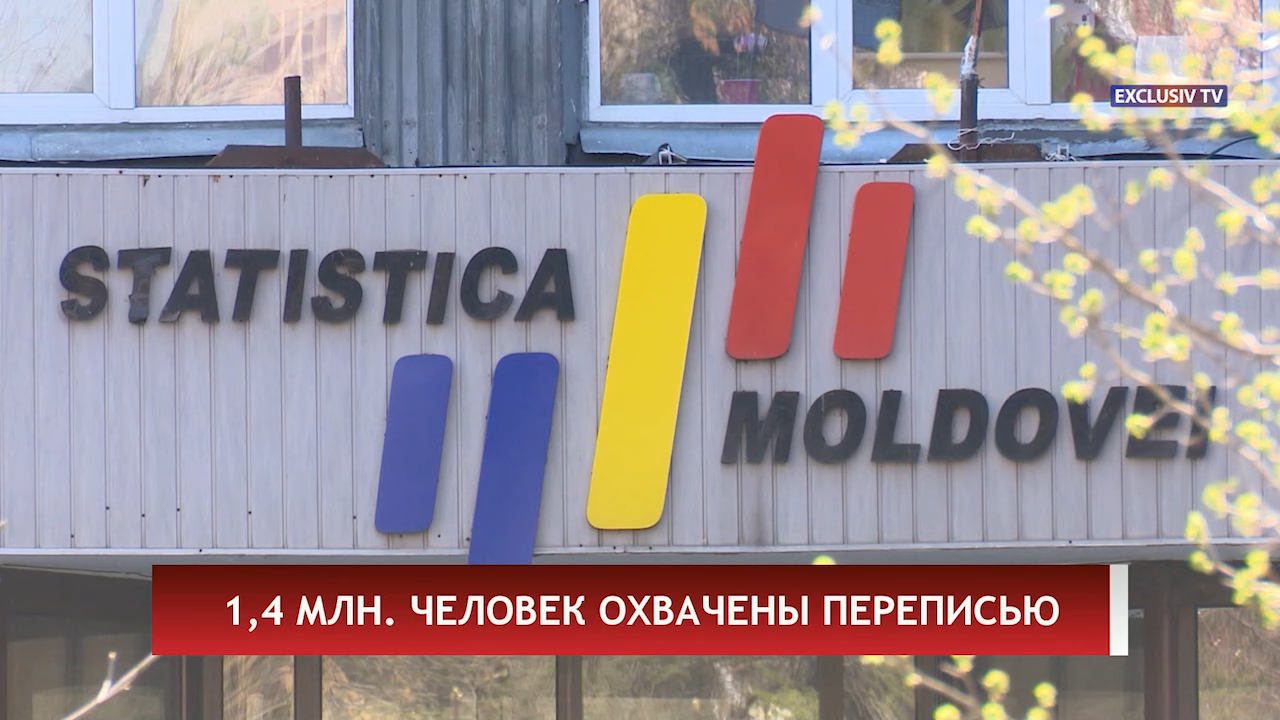 EXCLUSIV TV
STATISTICA
MOLDOVEI
1,4 МЛН. ЧЕЛОВЕК ОХВАЧЕНЫ ПЕРЕПИСЬЮ